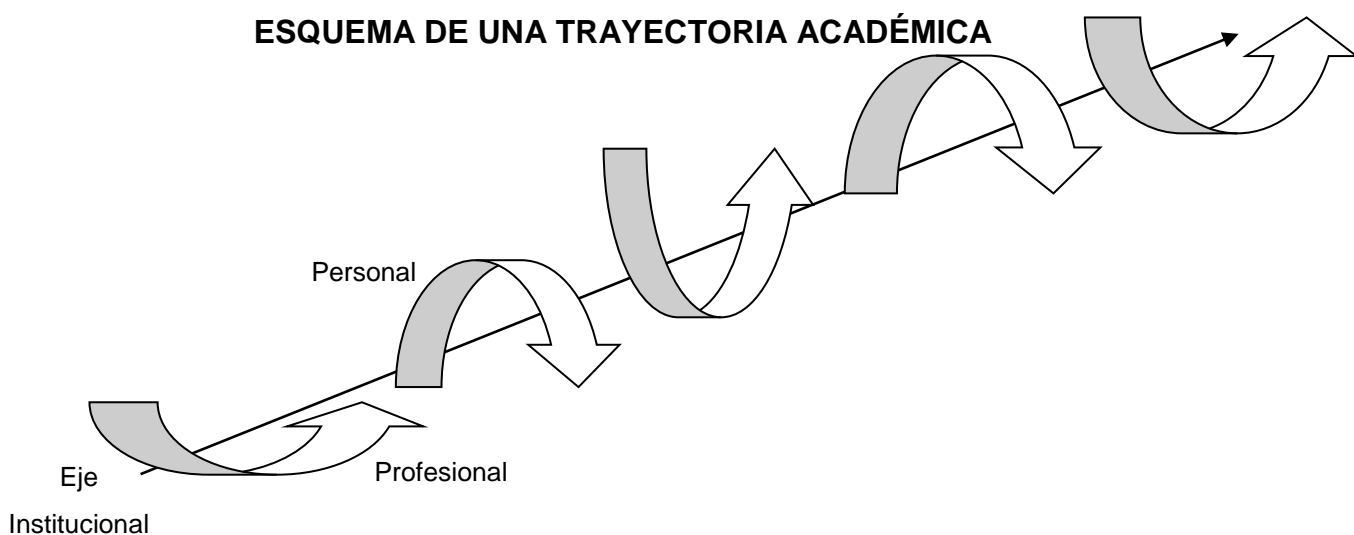 ESQUEMA DE UNA TRAYECTORIA ACADÉMICA
Personal
Profesional
Eje
Institucional